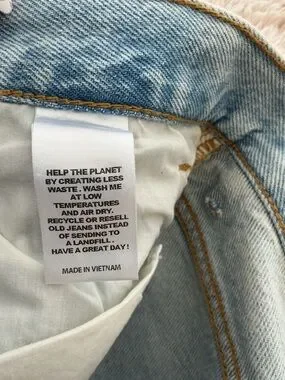 HELP THE PLANET
BY CREATING LESS
WASTE . WASH ME
AT LOW
TEMPERATURES
AND AIR DRY.
RECYCLE OR RESELL
OLD JEANS INSTEAD
OF SENDING TO
A LANDFILL .
HAVE A GREAT DAY !
MADE IN VIETNAM